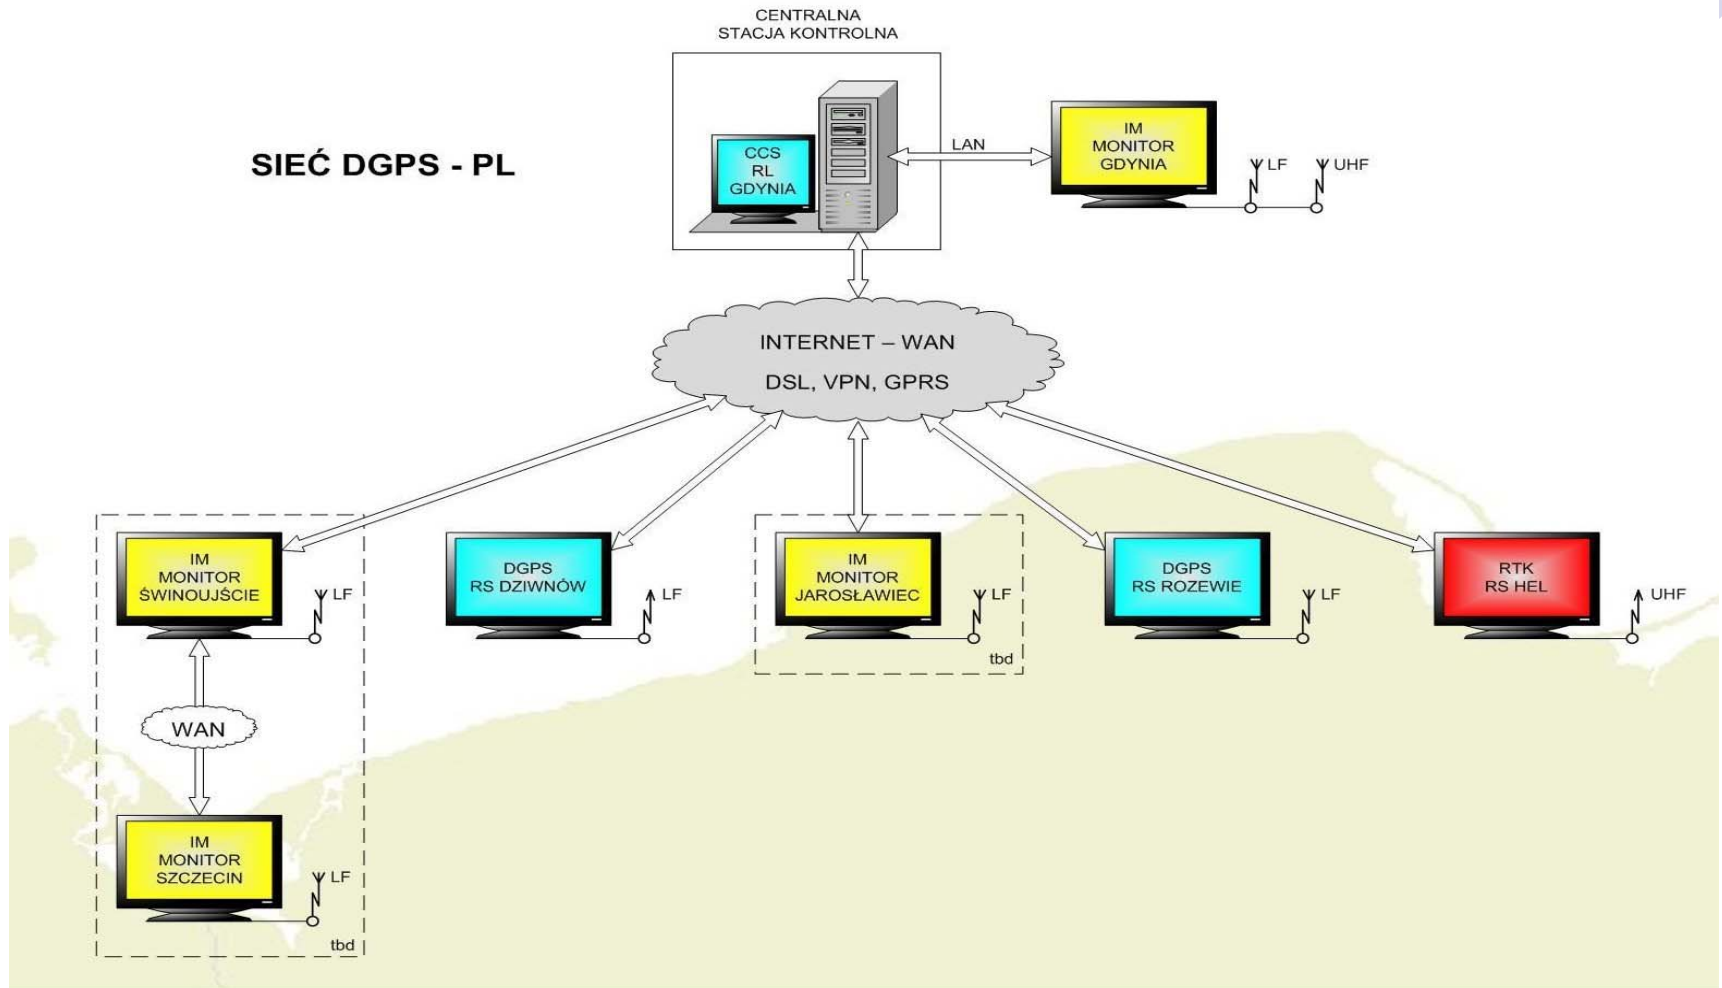 CENTRALNA
STACJA KONTROLNA
SIEĆ DGPS - PL
CCS
RL
GDYNIA
LAN
IM
MONITOR
GDYNIA
LF
UHF
INTERNET – WAN
DSL, VPN, GPRS
IM
MONITOR
ŚWINOUJŚCIE
LF
DGPS
RS DZIWNÓW
LF
IM
MONITOR
JAROSŁAWIEC
LF
tbd
DGPS
RS ROZEWIE
LF
RTK
RS HEL
UHF
WAN
IM
MONITOR
SZCZECIN
LF
tbd